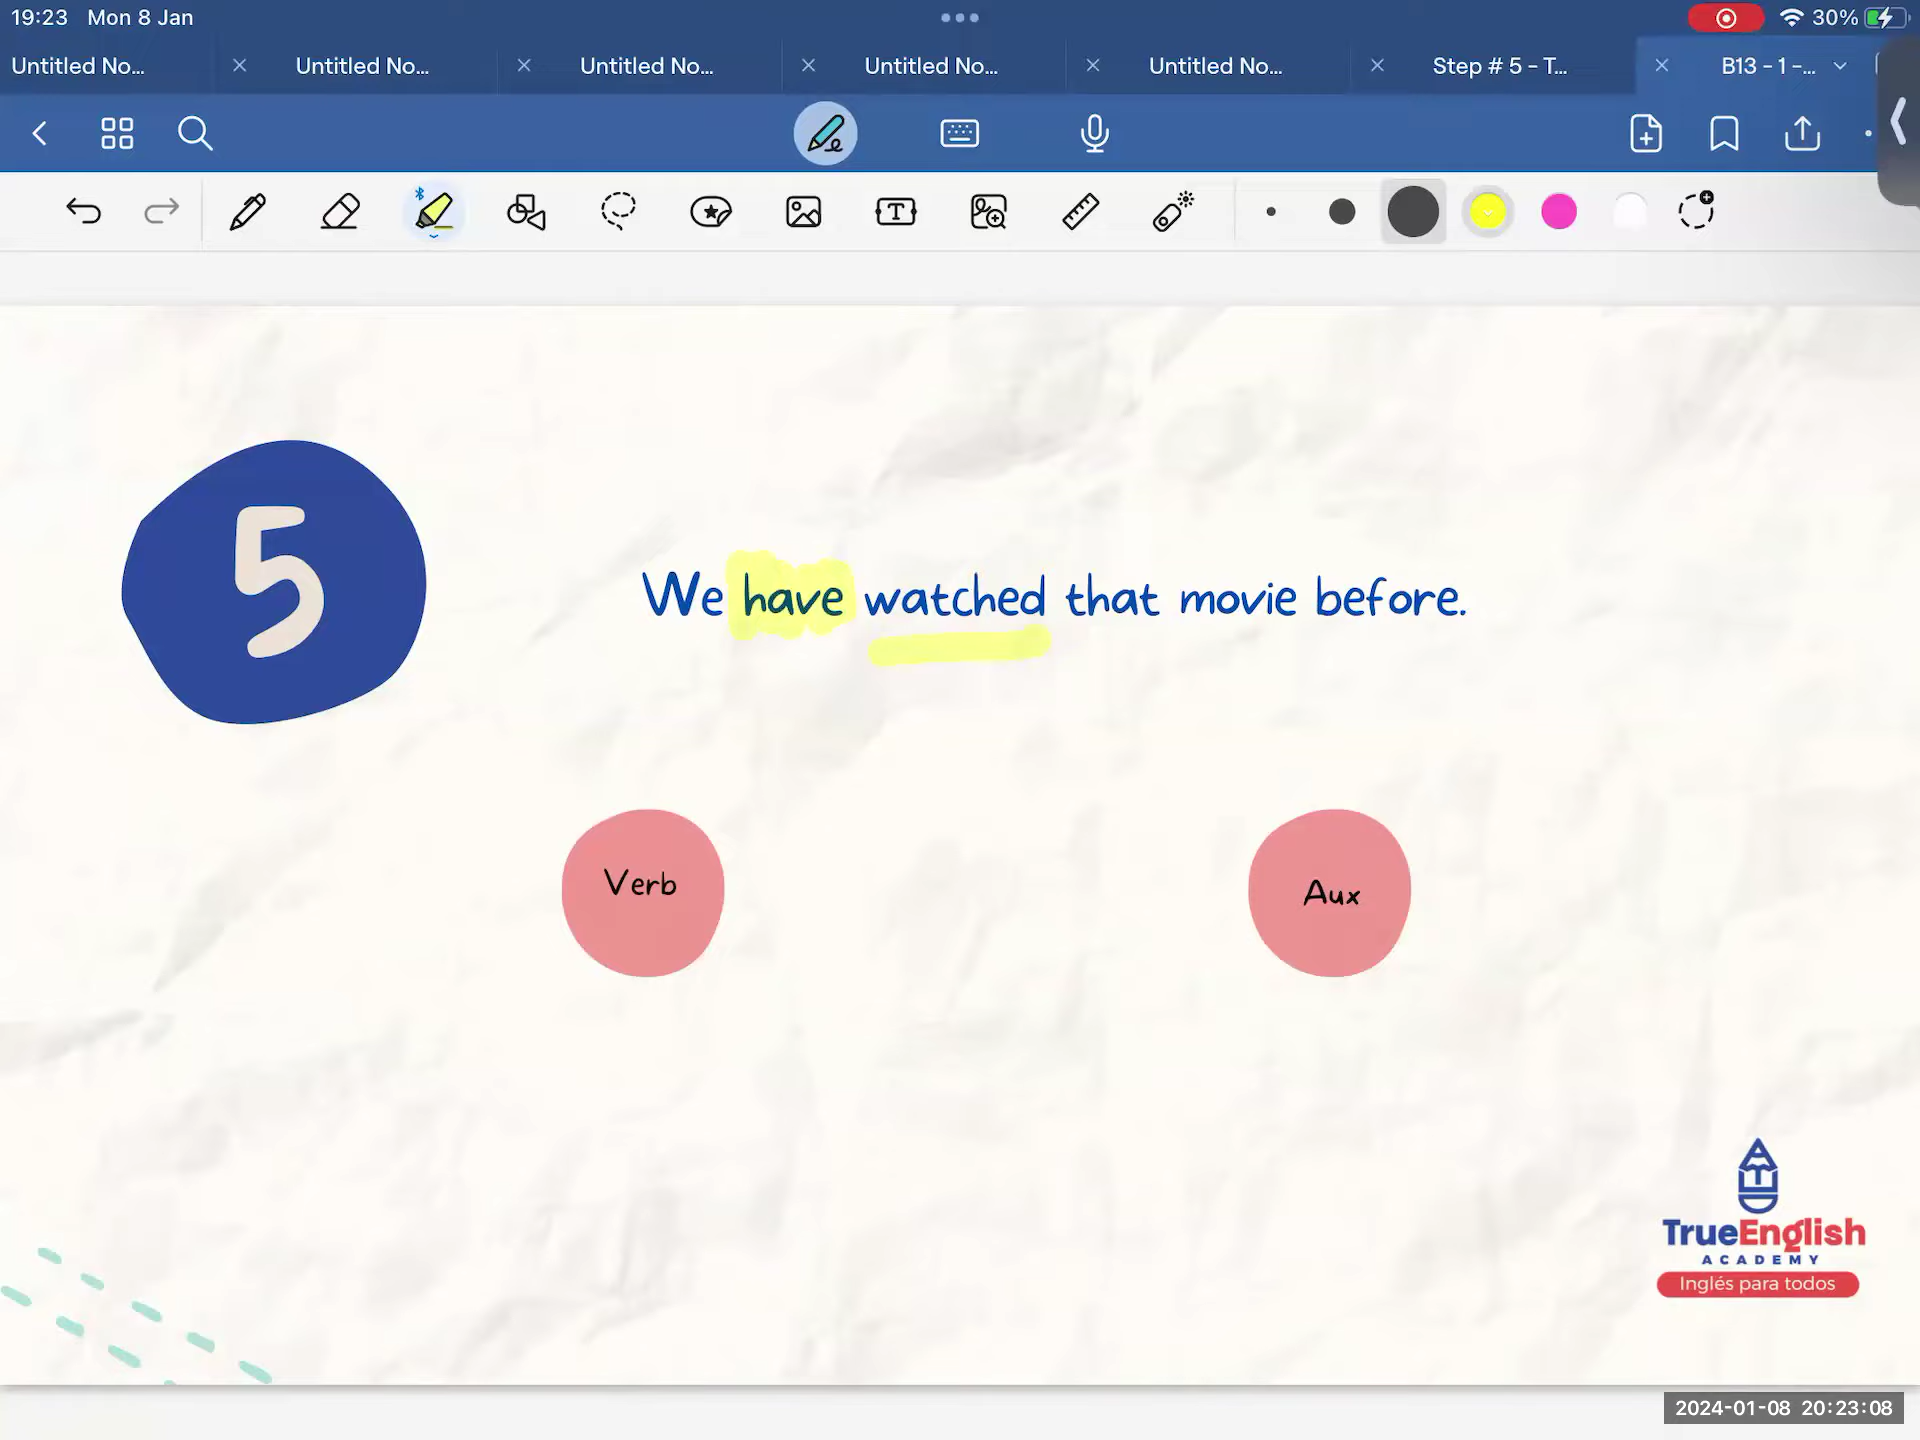 19:23 Mon 8 Jan
30%
Untitled No...
Untitled No...
Untitled No...
Untitled No...
Untitled No...
Step # 5 - T...
B13 - 1 -...
5
We have watched that movie before.
Verb
Aux
TrueEnglish
ACADEMY
Inglés para todos
2024-01-08 20:23:08